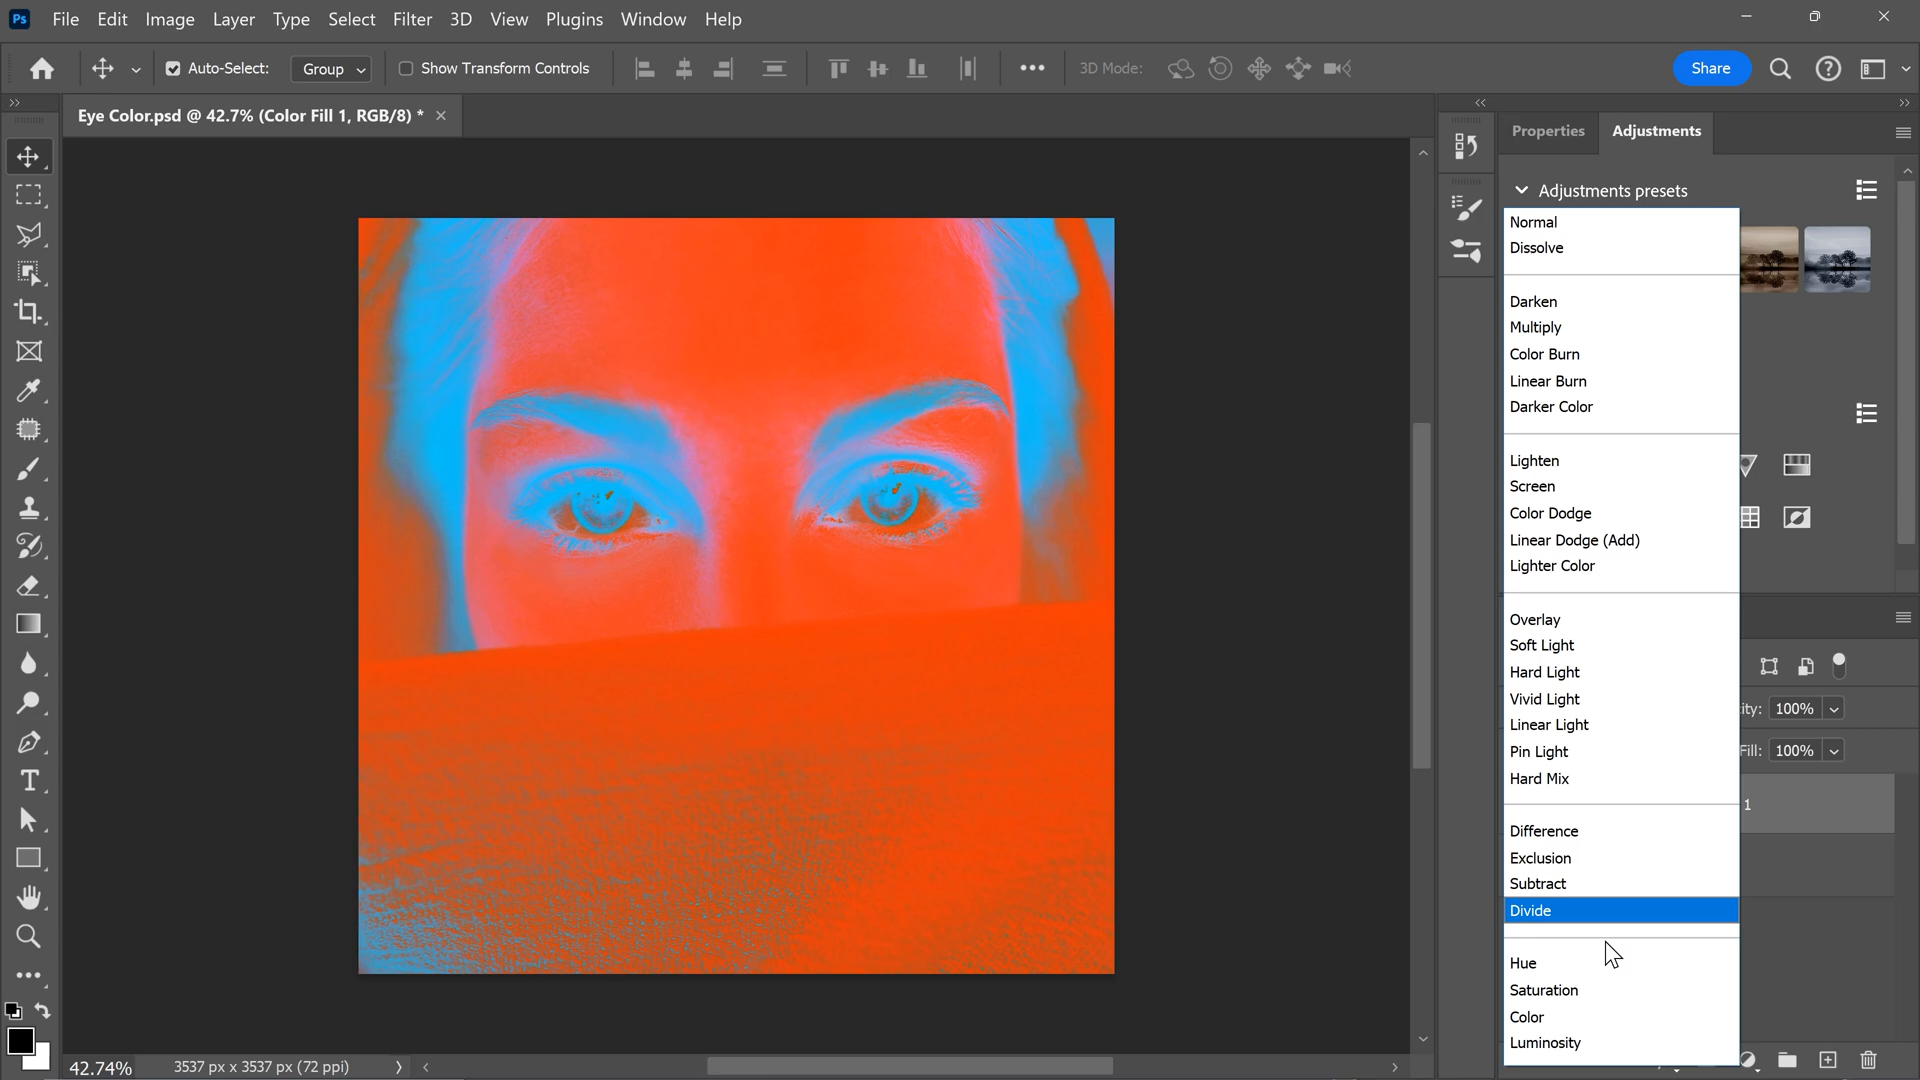 Ps File Edit Image Layer Type Select Filter 3D View Plugins Window Help
Auto-Select: Group Show Transform Controls 3D Mode: Share
Eye Color.psd @ 42.7% (Color Fill 1, RGB/8) *
Properties Adjustments
Adjustments presets
Normal
Dissolve
Darken
Multiply
Color Burn
Linear Burn
Darker Color
Lighten
Screen
Color Dodge
Linear Dodge (Add)
Lighter Color
Overlay
Soft Light
Hard Light
Vivid Light
Linear Light
Pin Light
Hard Mix
Difference
Exclusion
Subtract
Divide
Hue
Saturation
Color
Luminosity
ity: 100%
Fill: 100%
1
42.74% 3537 px x 3537 px (72 ppi)